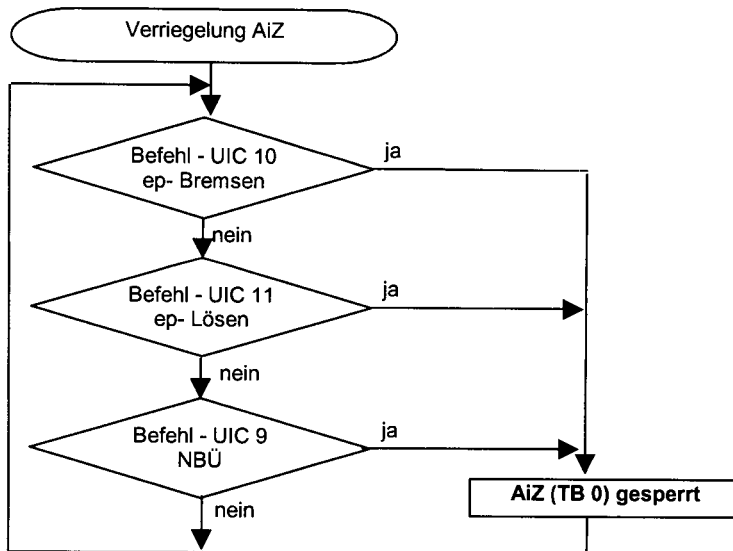 Verriegelung AiZ
Befehl - UIC 10
ep- Bremsen
ja
nein
Befehl - UIC 11
ep- Lösen
ja
nein
Befehl - UIC 9
NBÜ
ja
nein
AiZ (TB 0) gesperrt